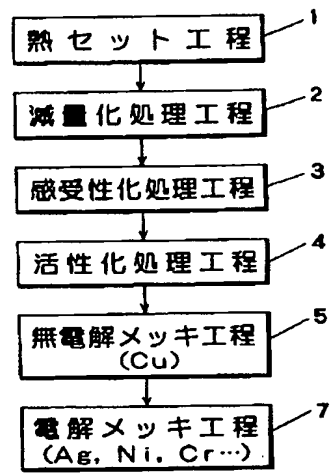 熱セット工程
1
減量化処理工程
2
感受性化処理工程
3
活性化処理工程
4
無電解メッキ工程
(Cu)
5
電解メッキ工程
(Ag, Ni, Cr…)
7